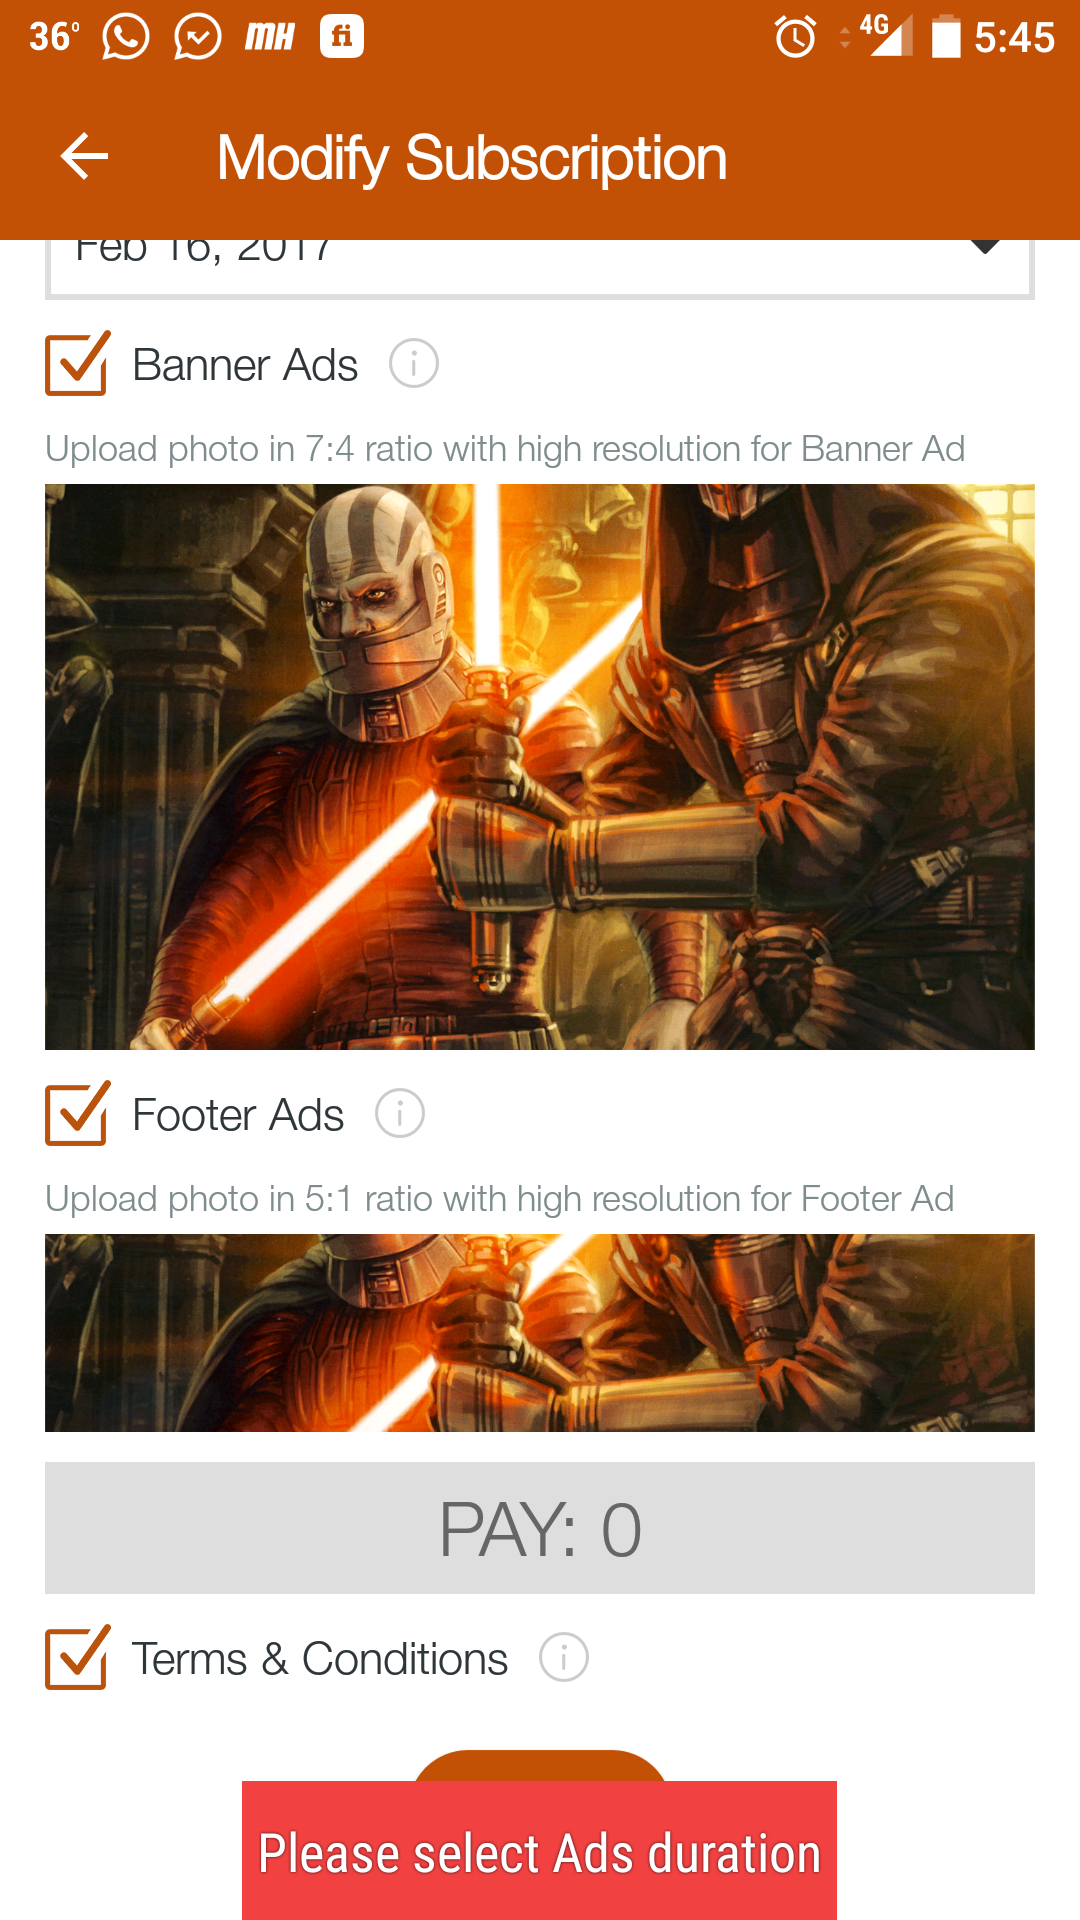 36°
MH
fi
4G
5:45
Modify Subscription
Feb 16, 2017
Banner Ads
Upload photo in 7:4 ratio with high resolution for Banner Ad
Footer Ads
Upload photo in 5:1 ratio with high resolution for Footer Ad
PAY: 0
Terms & Conditions
Please select Ads duration